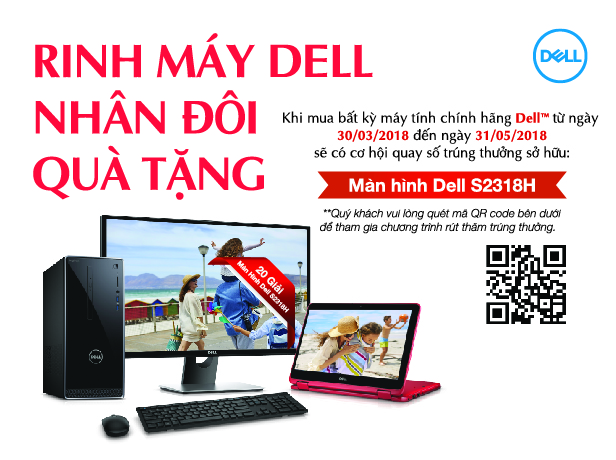 RINH MÁY DELL
NHÂN ĐÔI
QUÀ TẶNG
DELL
Khi mua bất kỳ máy tính chính hãng Dell™ từ ngày
30/03/2018 đến ngày 31/05/2018
sẽ có cơ hội quay số trúng thưởng sở hữu:
Màn hình Dell S2318H
**Quý khách vui lòng quét mã QR code bên dưới
để tham gia chương trình rút thăm trúng thưởng.
20 Giải
Màn Hình Dell S2318H
DELL
DELL
DELL